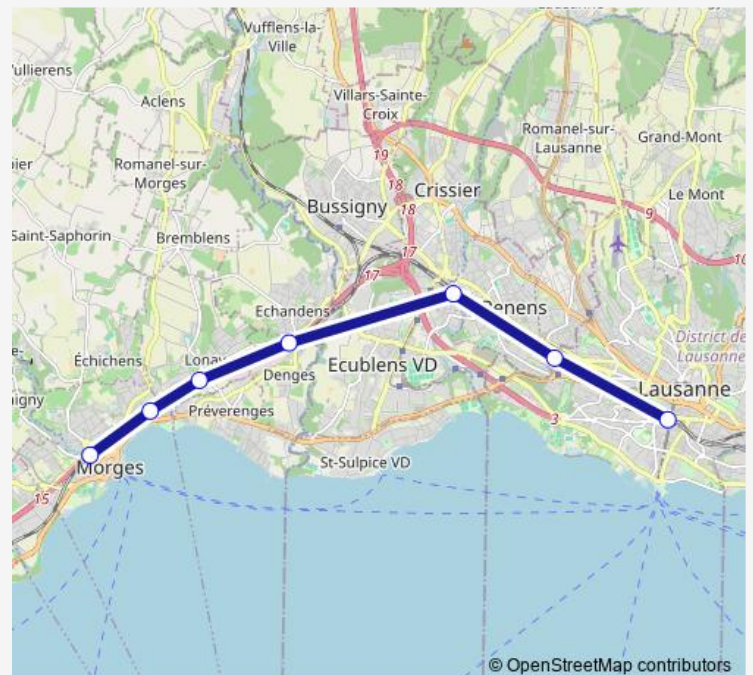 Vufflens-la-
Ville
Aclens
Villars-Sainte-
Croix
Romanel-sur-
Lausanne
Grand-Mont
19
Romanel-sur-
Morges
18
Crissier
Le Mont
Bussigny
18
9
Saint-Saphorin
Bremblens
17
10
17
Echandens
Renens
District de
Lausanne
Échichens
Lonay
Denges
Ecublens VD
Lausanne
Préverenges
3
Morges
St-Sulpice VD
15
© OpenStreetMap contributors